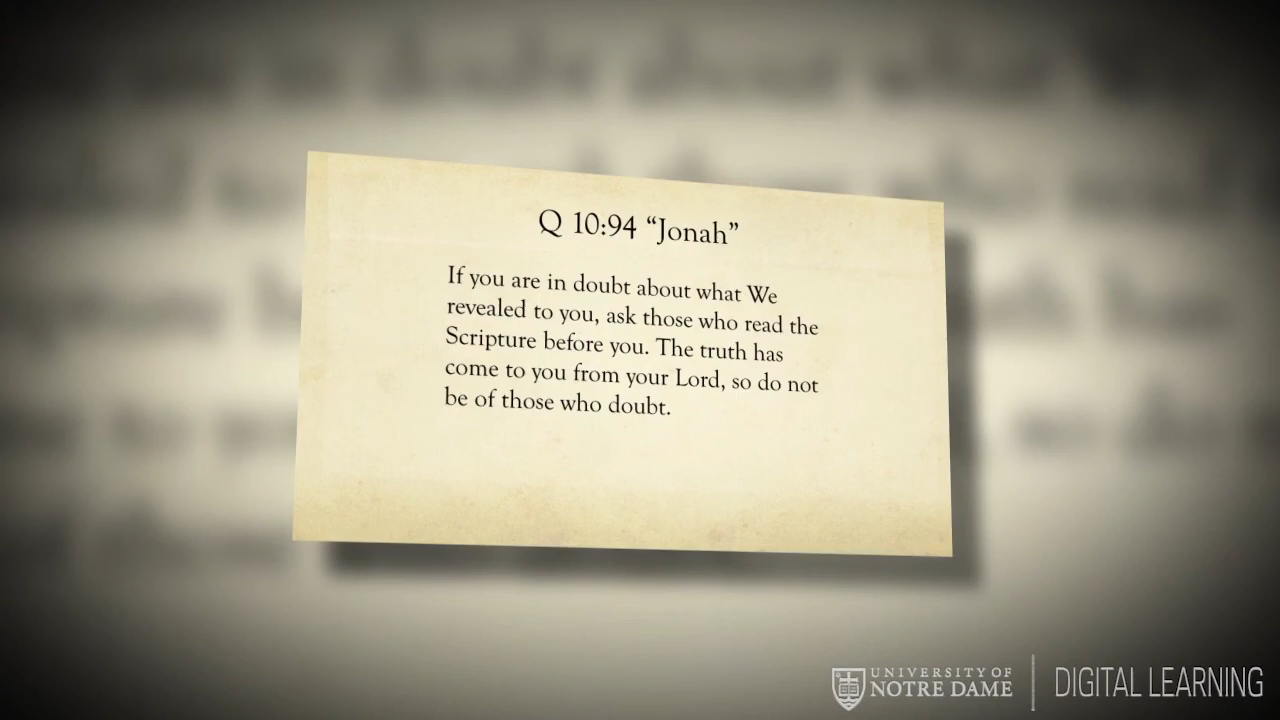 Q 10:94 “Jonah”
If you are in doubt about what We
revealed to you, ask those who read the
Scripture before you. The truth has
come to you from your Lord, so do not
be of those who doubt.
UNIVERSITY OF
NOTRE DAME
DIGITAL LEARNING